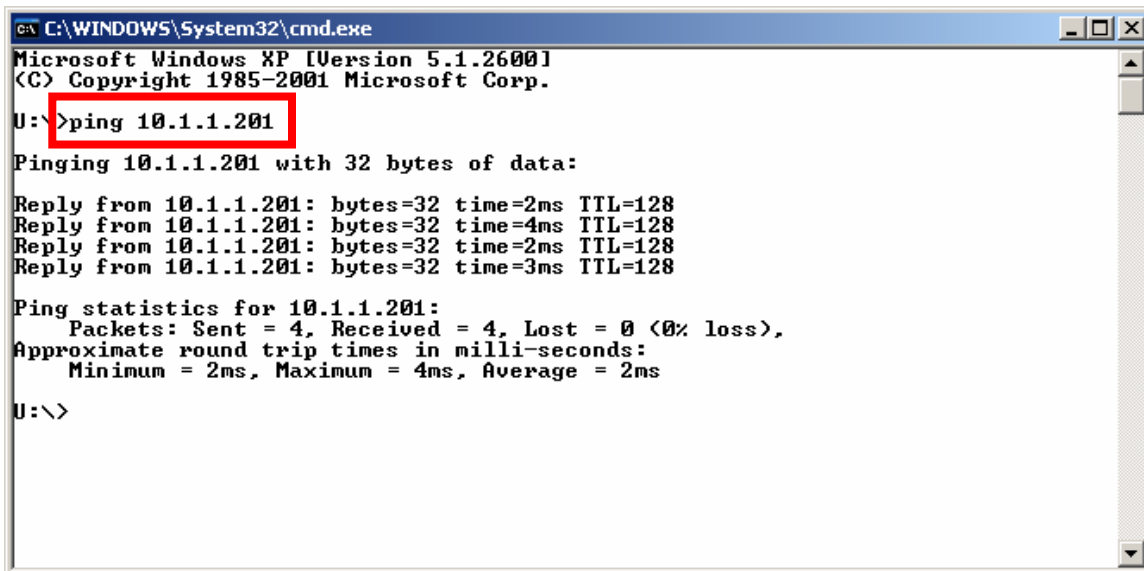 C:\WINDOWS\System32\cmd.exe
Microsoft Windows XP [Version 5.1.2600]
(C) Copyright 1985-2001 Microsoft Corp.
U:\>ping 10.1.1.201
Pinging 10.1.1.201 with 32 bytes of data:
Reply from 10.1.1.201: bytes=32 time=2ms TTL=128
Reply from 10.1.1.201: bytes=32 time=4ms TTL=128
Reply from 10.1.1.201: bytes=32 time=2ms TTL=128
Reply from 10.1.1.201: bytes=32 time=3ms TTL=128
Ping statistics for 10.1.1.201:
Packets: Sent = 4, Received = 4, Lost = 0 (0% loss),
Approximate round trip times in milli-seconds:
Minimum = 2ms, Maximum = 4ms, Average = 2ms
U:\>